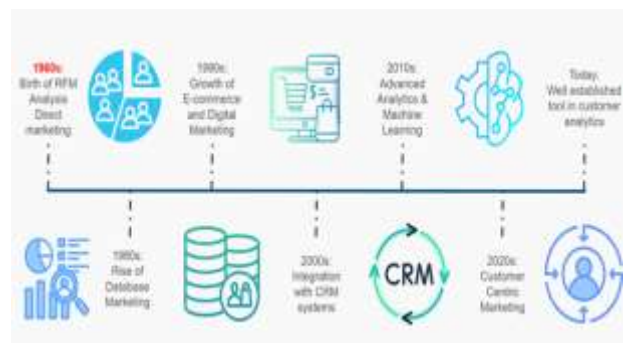 1960s:
Birth of RFM
Analysis
Direct
marketing
1980s:
Rise of
Database
Marketing
1990s:
Growth of
E-commerce
and Digital
Marketing
2000s:
Integration
with CRM
systems
CRM
2010s:
Advanced
Analytics &
Machine
Learning
2020s:
Customer
Centric
Marketing
Today:
Well established
tool in customer
analytics